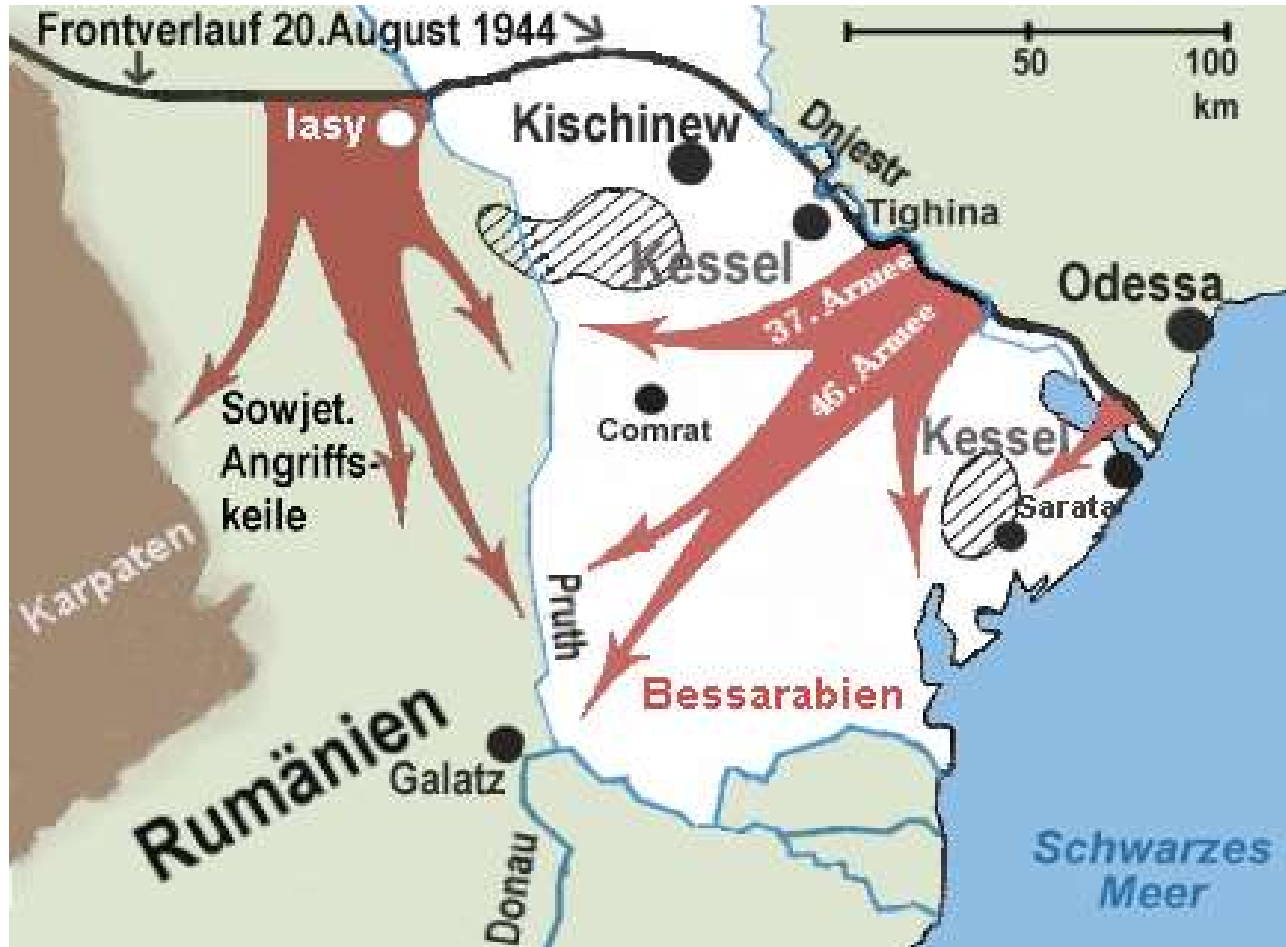 Frontverlauf 20.August 1944
50
100
km
Iasy
Kischinew
Dnjestr
Tighina
Kessel
Odessa
37. Armee
46. Armee
Sowjet.
Angriffs-
keile
Comrat
Kessel
Sarata
Karpaten
Pruth
Bessarabien
Rumänien
Galatz
Donau
Schwarzes
Meer